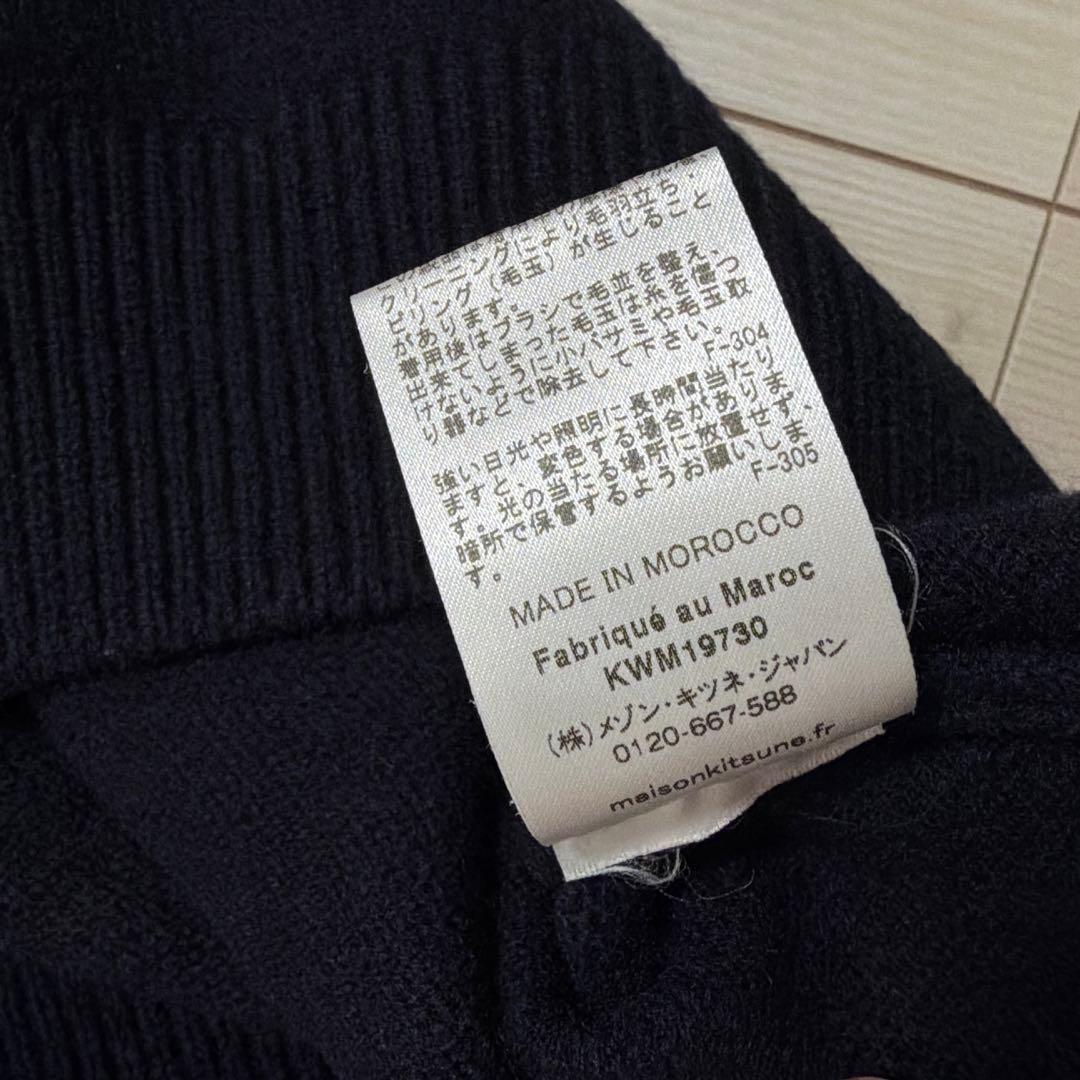 クリーニングにより毛羽立ち・
ピリング(毛玉)が生じること
があります。
着用後はブラシで毛並を整え、
出来てしまった毛玉は糸を傷つ
けないように小バサミや毛玉取
り器などで除去して下さい。
F-304
強い日光や照明に長時間当たり
ますと、変色する場合がありま
す。光の当たる場所に放置せず、
暗所で保管するようお願いしま
す。
F-305
MADE IN MOROCCO
Fabriqué au Maroc
KWM19730
(株)メゾン・キツネ・ジャパン
0120-667-588
maisonkitsune.fr